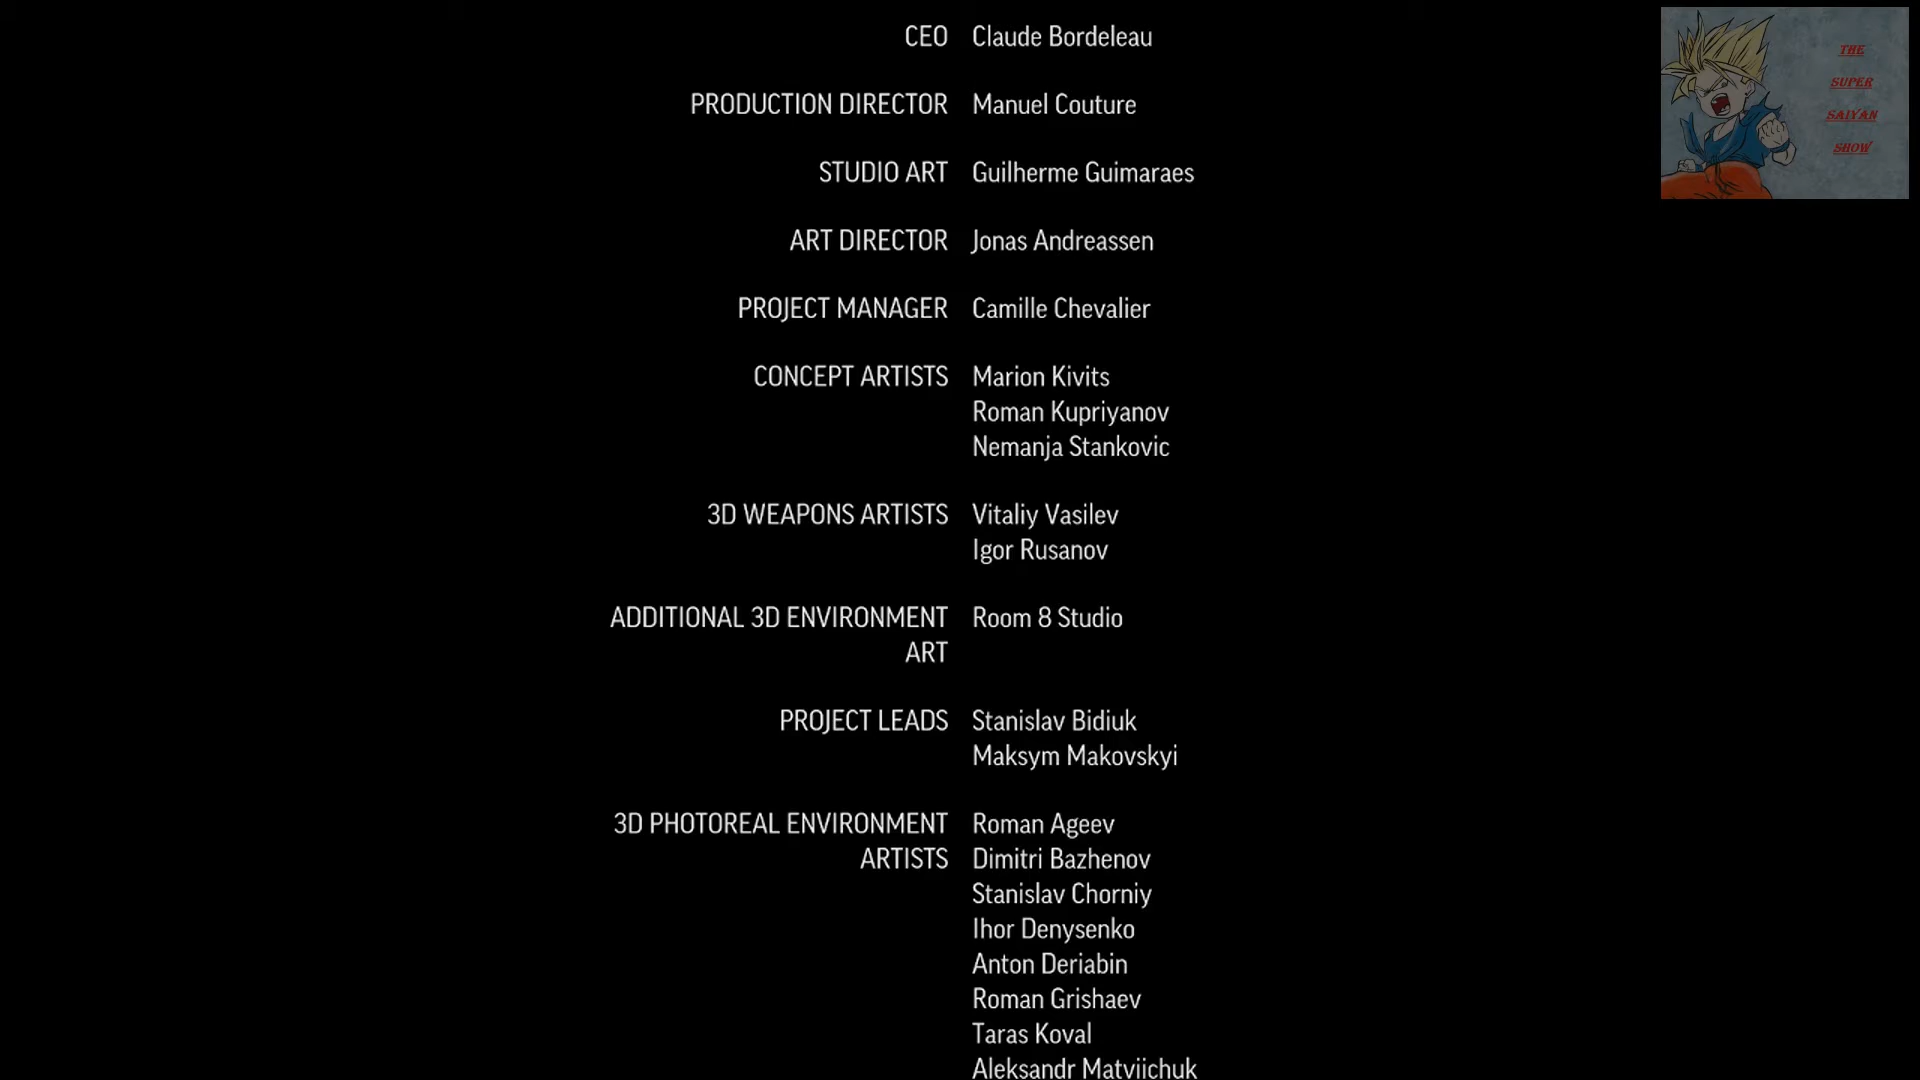 CEO Claude Bordeleau
PRODUCTION DIRECTOR Manuel Couture
STUDIO ART Guilherme Guimaraes
ART DIRECTOR Jonas Andreassen
PROJECT MANAGER Camille Chevalier
CONCEPT ARTISTS Marion Kivits
Roman Kupriyanov
Nemanja Stankovic
3D WEAPONS ARTISTS Vitaliy Vasilev
Igor Rusanov
ADDITIONAL 3D ENVIRONMENT Room 8 Studio
ART
PROJECT LEADS Stanislav Bidiuk
Maksym Makovskyi
3D PHOTOREAL ENVIRONMENT Roman Ageev
ARTISTS Dimitri Bazhenov
Stanislav Chorniy
Ihor Denysenko
Anton Deriabin
Roman Grishaev
Taras Koval
Aleksandr Matviichuk
THE
SUPER
SAIYAN
SHOW